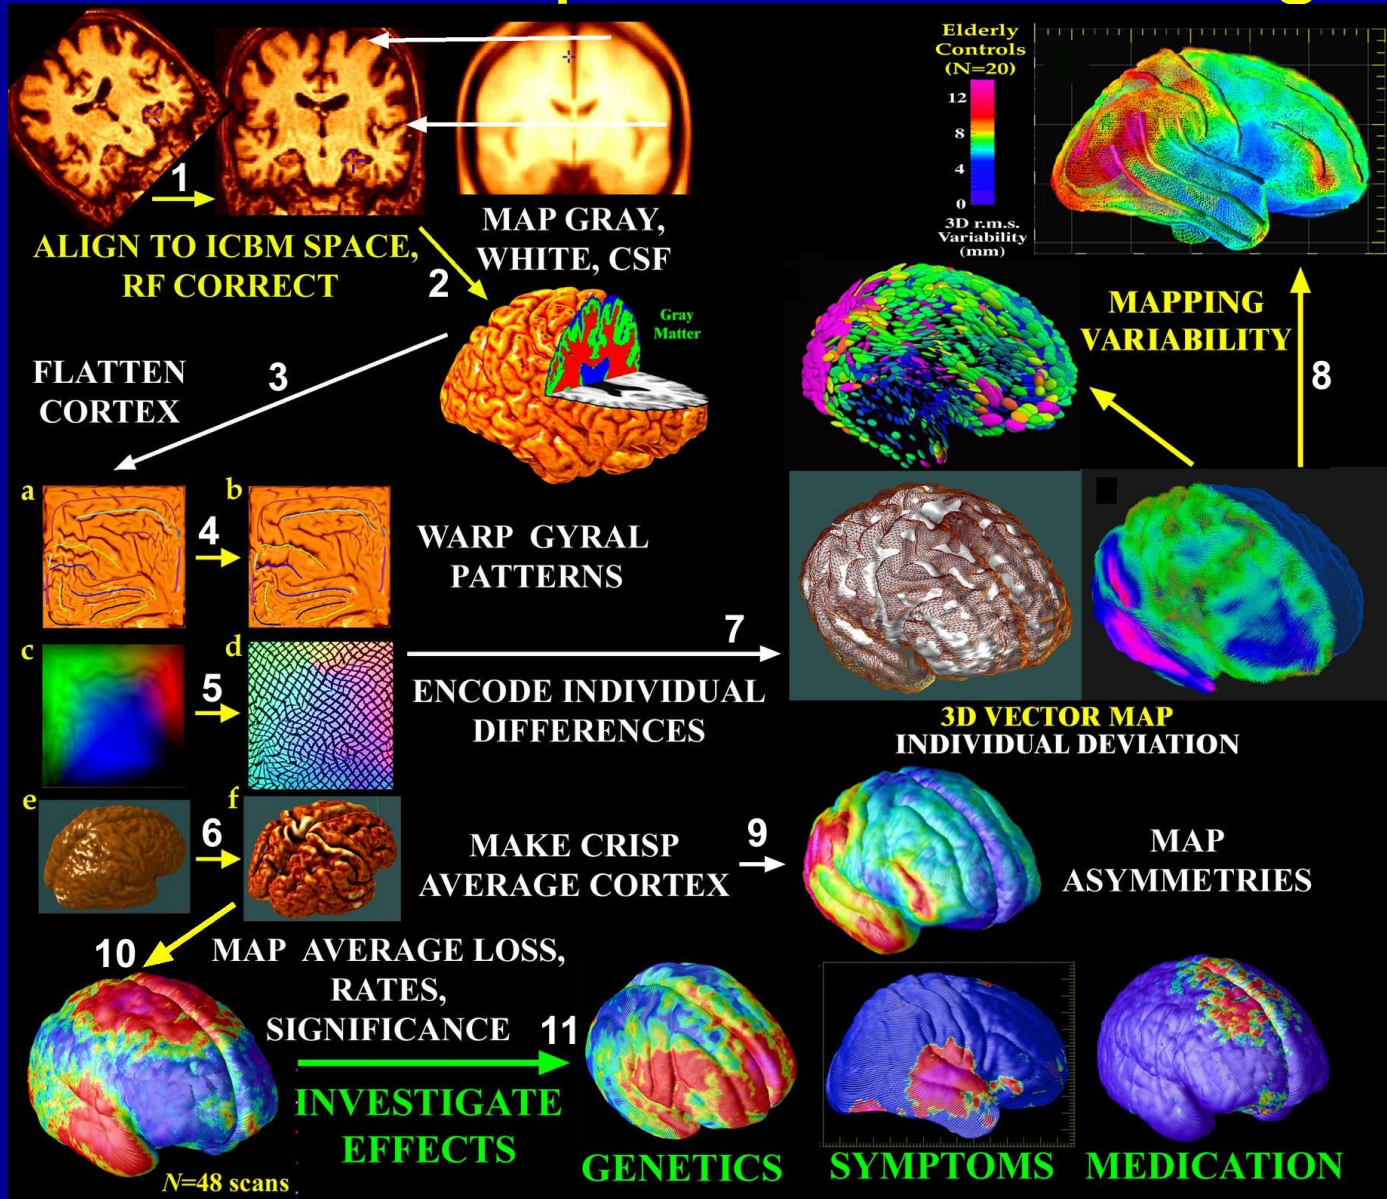 Elderly
Controls
(N=20)
12
8
4
0
3D r.m.s.
Variability
(mm)
1
ALIGN TO ICBM SPACE,
RF CORRECT
MAP GRAY,
WHITE, CSF
2
Gray
Matter
MAPPING
VARIABILITY
8
FLATTEN
CORTEX
3
a
b
4
WARP GYRAL
PATTERNS
c
d
5
7
ENCODE INDIVIDUAL
DIFFERENCES
3D VECTOR MAP
INDIVIDUAL DEVIATION
e
f
6
MAKE CRISP
AVERAGE CORTEX
9
MAP
ASYMMETRIES
10
MAP AVERAGE LOSS,
RATES,
SIGNIFICANCE
11
INVESTIGATE
EFFECTS
N=48 scans
GENETICS
SYMPTOMS
MEDICATION